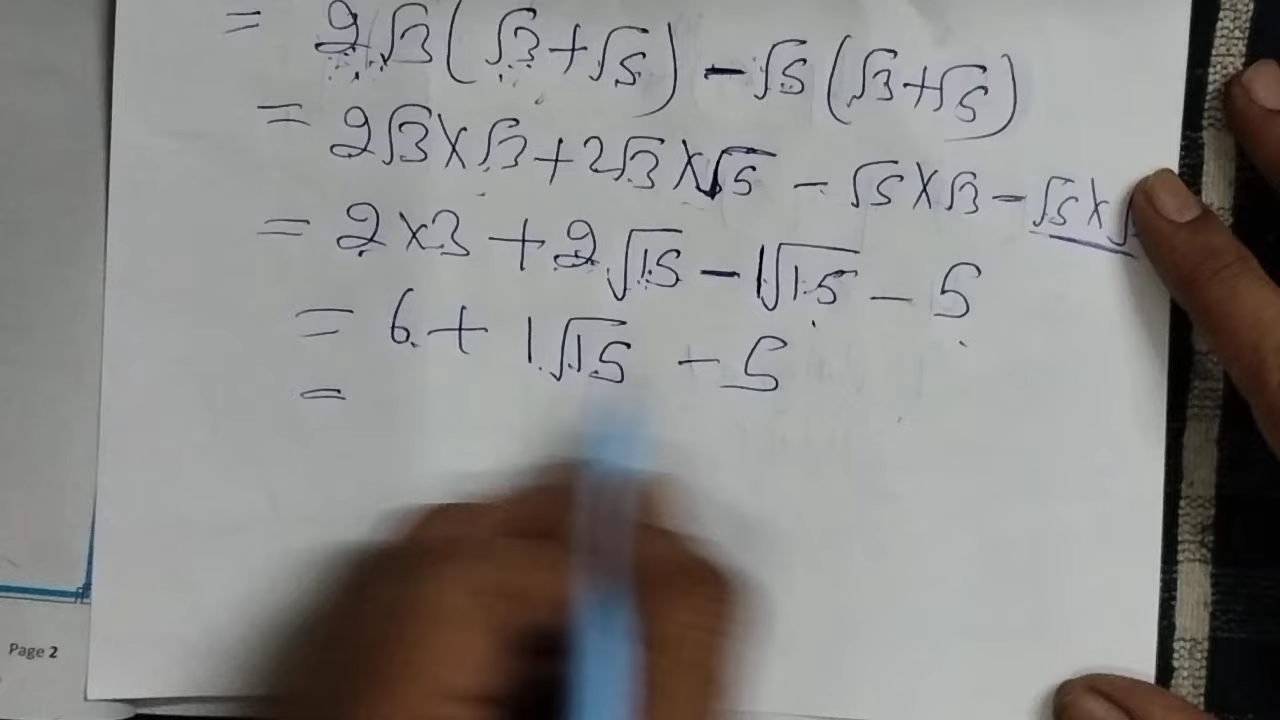 = 2√3(√3+√5) - √5(√3+√5)
= 2√3×√3+2√3×√5 - √5×√3 - √5×√
= 2×3 + 2√15 - 1√15 - 5
= 6 + 1√15 - 5
=
Page 2